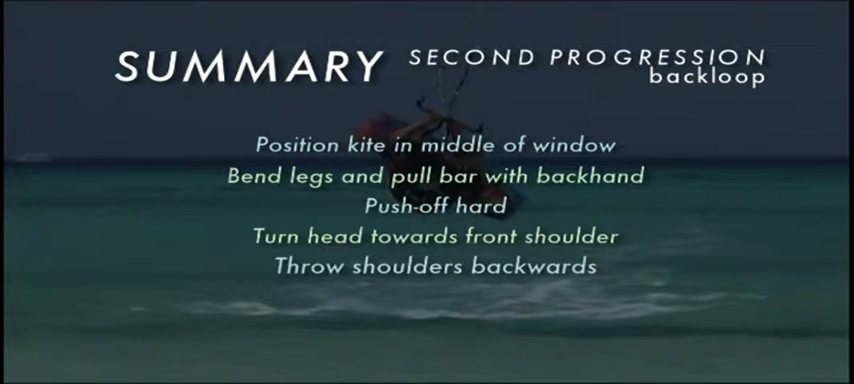 SUMMARY SECOND PROGRESSION
backloop
Position kite in middle of window
Bend legs and pull bar with backhand
Push-off hard
Turn head towards front shoulder
Throw shoulders backwards